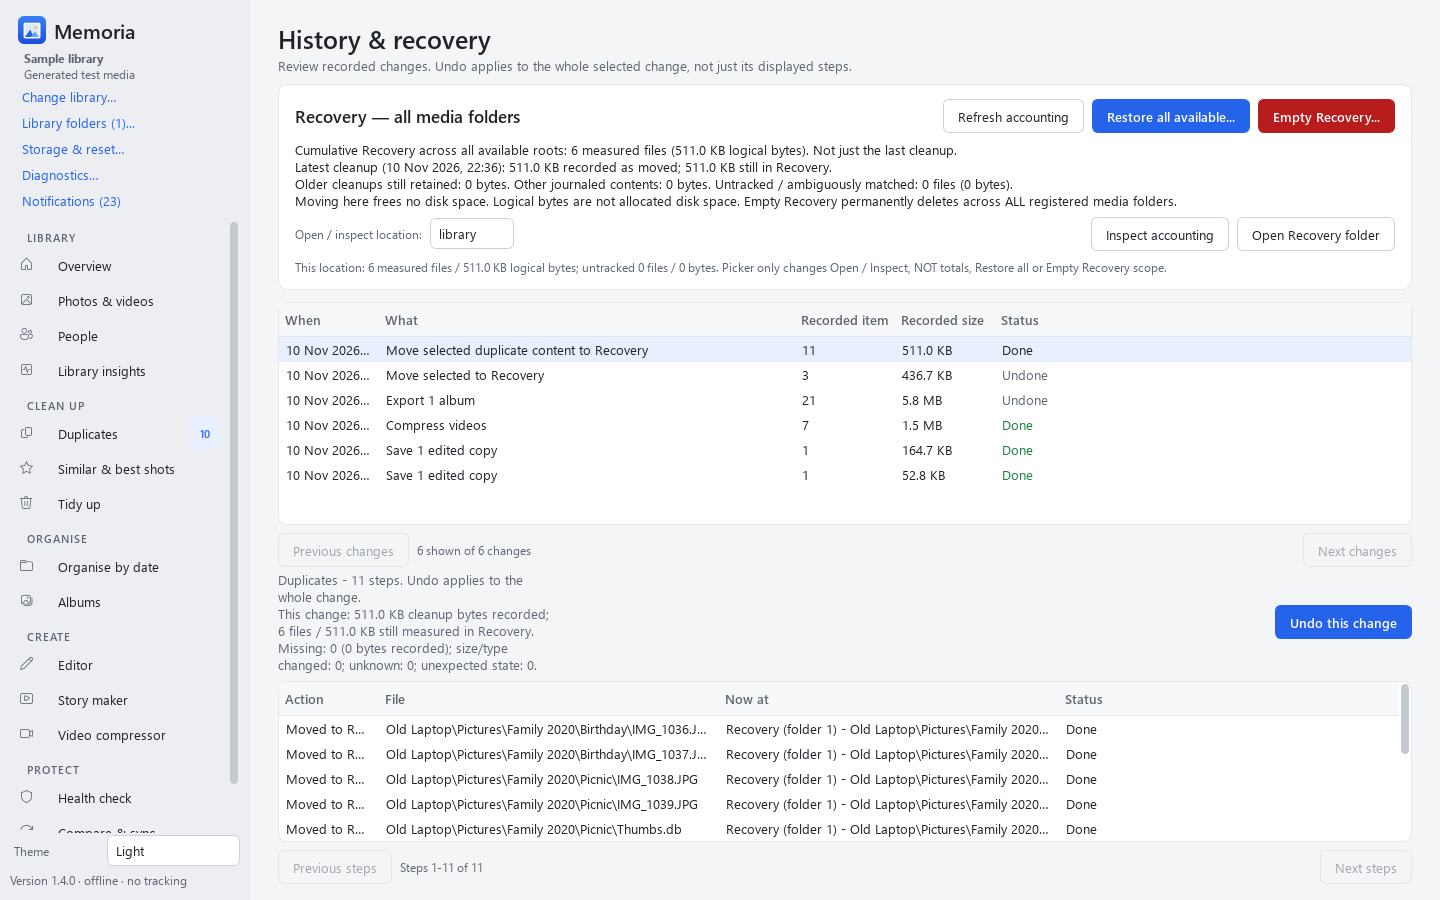 Memoria
Sample library
Generated test media
Change library...
Library folders (1)...
Storage & reset...
Diagnostics...
Notifications (23)
LIBRARY
Overview
Photos & videos
People
Library insights
CLEAN UP
Duplicates 10
Similar & best shots
Tidy up
ORGANISE
Organise by date
Albums
CREATE
Editor
Story maker
Video compressor
PROTECT
Health check
Compare & sync
Theme Light
Version 1.4.0 · offline · no tracking
History & recovery
Review recorded changes. Undo applies to the whole selected change, not just its displayed steps.
Recovery — all media folders
Refresh accounting
Restore all available...
Empty Recovery...
Cumulative Recovery across all available roots: 6 measured files (511.0 KB logical bytes). Not just the last cleanup.
Latest cleanup (10 Nov 2026, 22:36): 511.0 KB recorded as moved; 511.0 KB still in Recovery.
Older cleanups still retained: 0 bytes. Other journaled contents: 0 bytes. Untracked / ambiguously matched: 0 files (0 bytes).
Moving here frees no disk space. Logical bytes are not allocated disk space. Empty Recovery permanently deletes across ALL registered media folders.
Open / inspect location: library
Inspect accounting
Open Recovery folder
This location: 6 measured files / 511.0 KB logical bytes; untracked 0 files / 0 bytes. Picker only changes Open / Inspect, NOT totals, Restore all or Empty Recovery scope.
When What Recorded item Recorded size Status
10 Nov 2026... Move selected duplicate content to Recovery 11 511.0 KB Done
10 Nov 2026... Move selected to Recovery 3 436.7 KB Undone
10 Nov 2026... Export 1 album 21 5.8 MB Undone
10 Nov 2026... Compress videos 7 1.5 MB Done
10 Nov 2026... Save 1 edited copy 1 164.7 KB Done
10 Nov 2026... Save 1 edited copy 1 52.8 KB Done
Previous changes 6 shown of 6 changes Next changes
Duplicates - 11 steps. Undo applies to the
whole change.
This change: 511.0 KB cleanup bytes recorded;
6 files / 511.0 KB still measured in Recovery.
Missing: 0 (0 bytes recorded); size/type
changed: 0; unknown: 0; unexpected state: 0.
Undo this change
Action File Now at Status
Moved to R... Old Laptop\Pictures\Family 2020\Birthday\IMG_1036.J... Recovery (folder 1) - Old Laptop\Pictures\Family 2020... Done
Moved to R... Old Laptop\Pictures\Family 2020\Birthday\IMG_1037.J... Recovery (folder 1) - Old Laptop\Pictures\Family 2020... Done
Moved to R... Old Laptop\Pictures\Family 2020\Picnic\IMG_1038.JPG Recovery (folder 1) - Old Laptop\Pictures\Family 2020... Done
Moved to R... Old Laptop\Pictures\Family 2020\Picnic\IMG_1039.JPG Recovery (folder 1) - Old Laptop\Pictures\Family 2020... Done
Moved to R... Old Laptop\Pictures\Family 2020\Picnic\Thumbs.db Recovery (folder 1) - Old Laptop\Pictures\Family 2020... Done
Previous steps Steps 1-11 of 11 Next steps